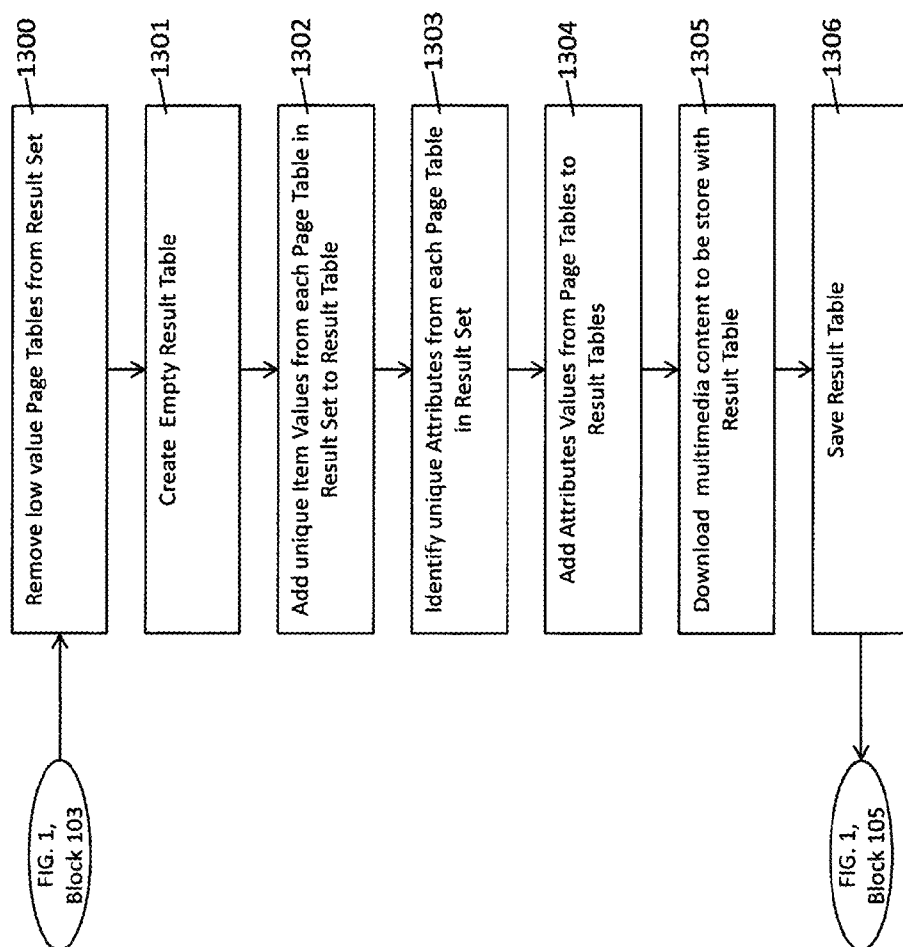 FIG. 1,
Block 103
Remove low value Page Tables from Result Set
1300
Create Empty Result Table
1301
Add unique Item Values from each Page Table in
Result Set to Result Table
1302
Identify unique Attributes from each Page Table
in Result Set
1303
Add Attributes Values from Page Tables to
Result Tables
1304
Download multimedia content to be store with
Result Table
1305
Save Result Table
1306
FIG. 1,
Block 105